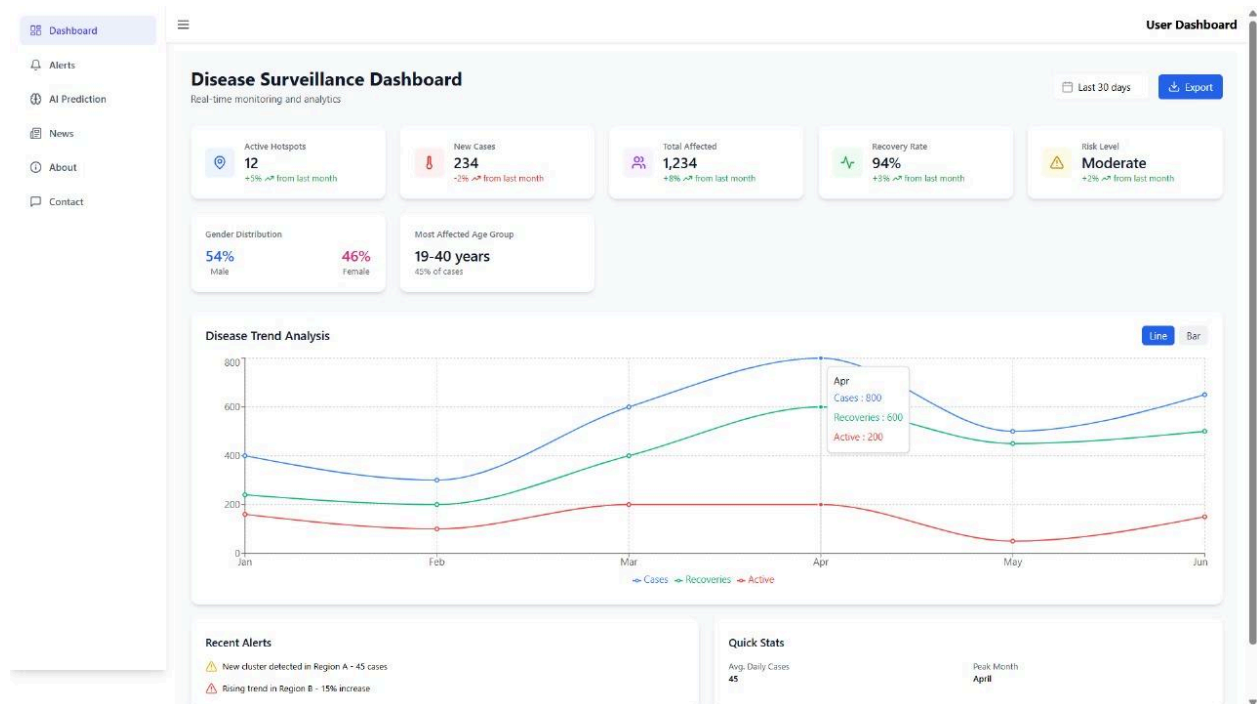 Dashboard
Alerts
AI Prediction
News
About
Contact
User Dashboard
Disease Surveillance Dashboard
Real-time monitoring and analytics
Last 30 days
Export
Active Hotspots
12
+5% from last month
New Cases
234
-2% from last month
Total Affected
1,234
+8% from last month
Recovery Rate
94%
+3% from last month
Risk Level
Moderate
+2% from last month
Gender Distribution
54%
Male
46%
Female
Most Affected Age Group
19-40 years
45% of cases
Disease Trend Analysis
Line
Bar
800
600
400
200
0
Apr
Cases : 800
Recoveries : 600
Active : 200
Jan
Feb
Mar
Apr
May
Jun
Cases
Recoveries
Active
Recent Alerts
New cluster detected in Region A - 45 cases
Rising trend in Region B - 15% increase
Quick Stats
Avg. Daily Cases
45
Peak Month
April